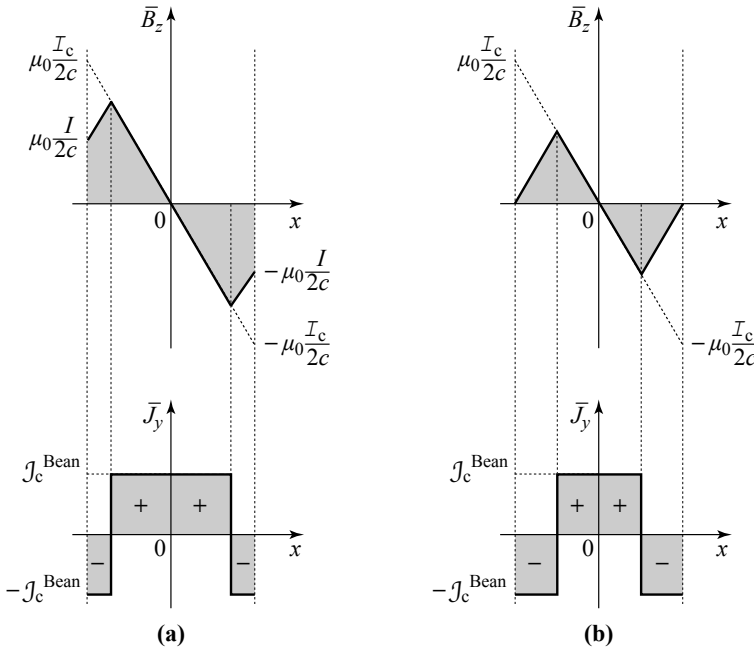 B̅z
B̅z
μ0 Ic/2c
μ0 Ic/2c
μ0 I/2c
0
x
0
x
−μ0 I/2c
−μ0 Ic/2c
−μ0 Ic/2c
J̅y
J̅y
𝒥c Bean
𝒥c Bean
+ +
+ +
0
x
0
x
− −
− −
−𝒥c Bean
−𝒥c Bean
(a)
(b)